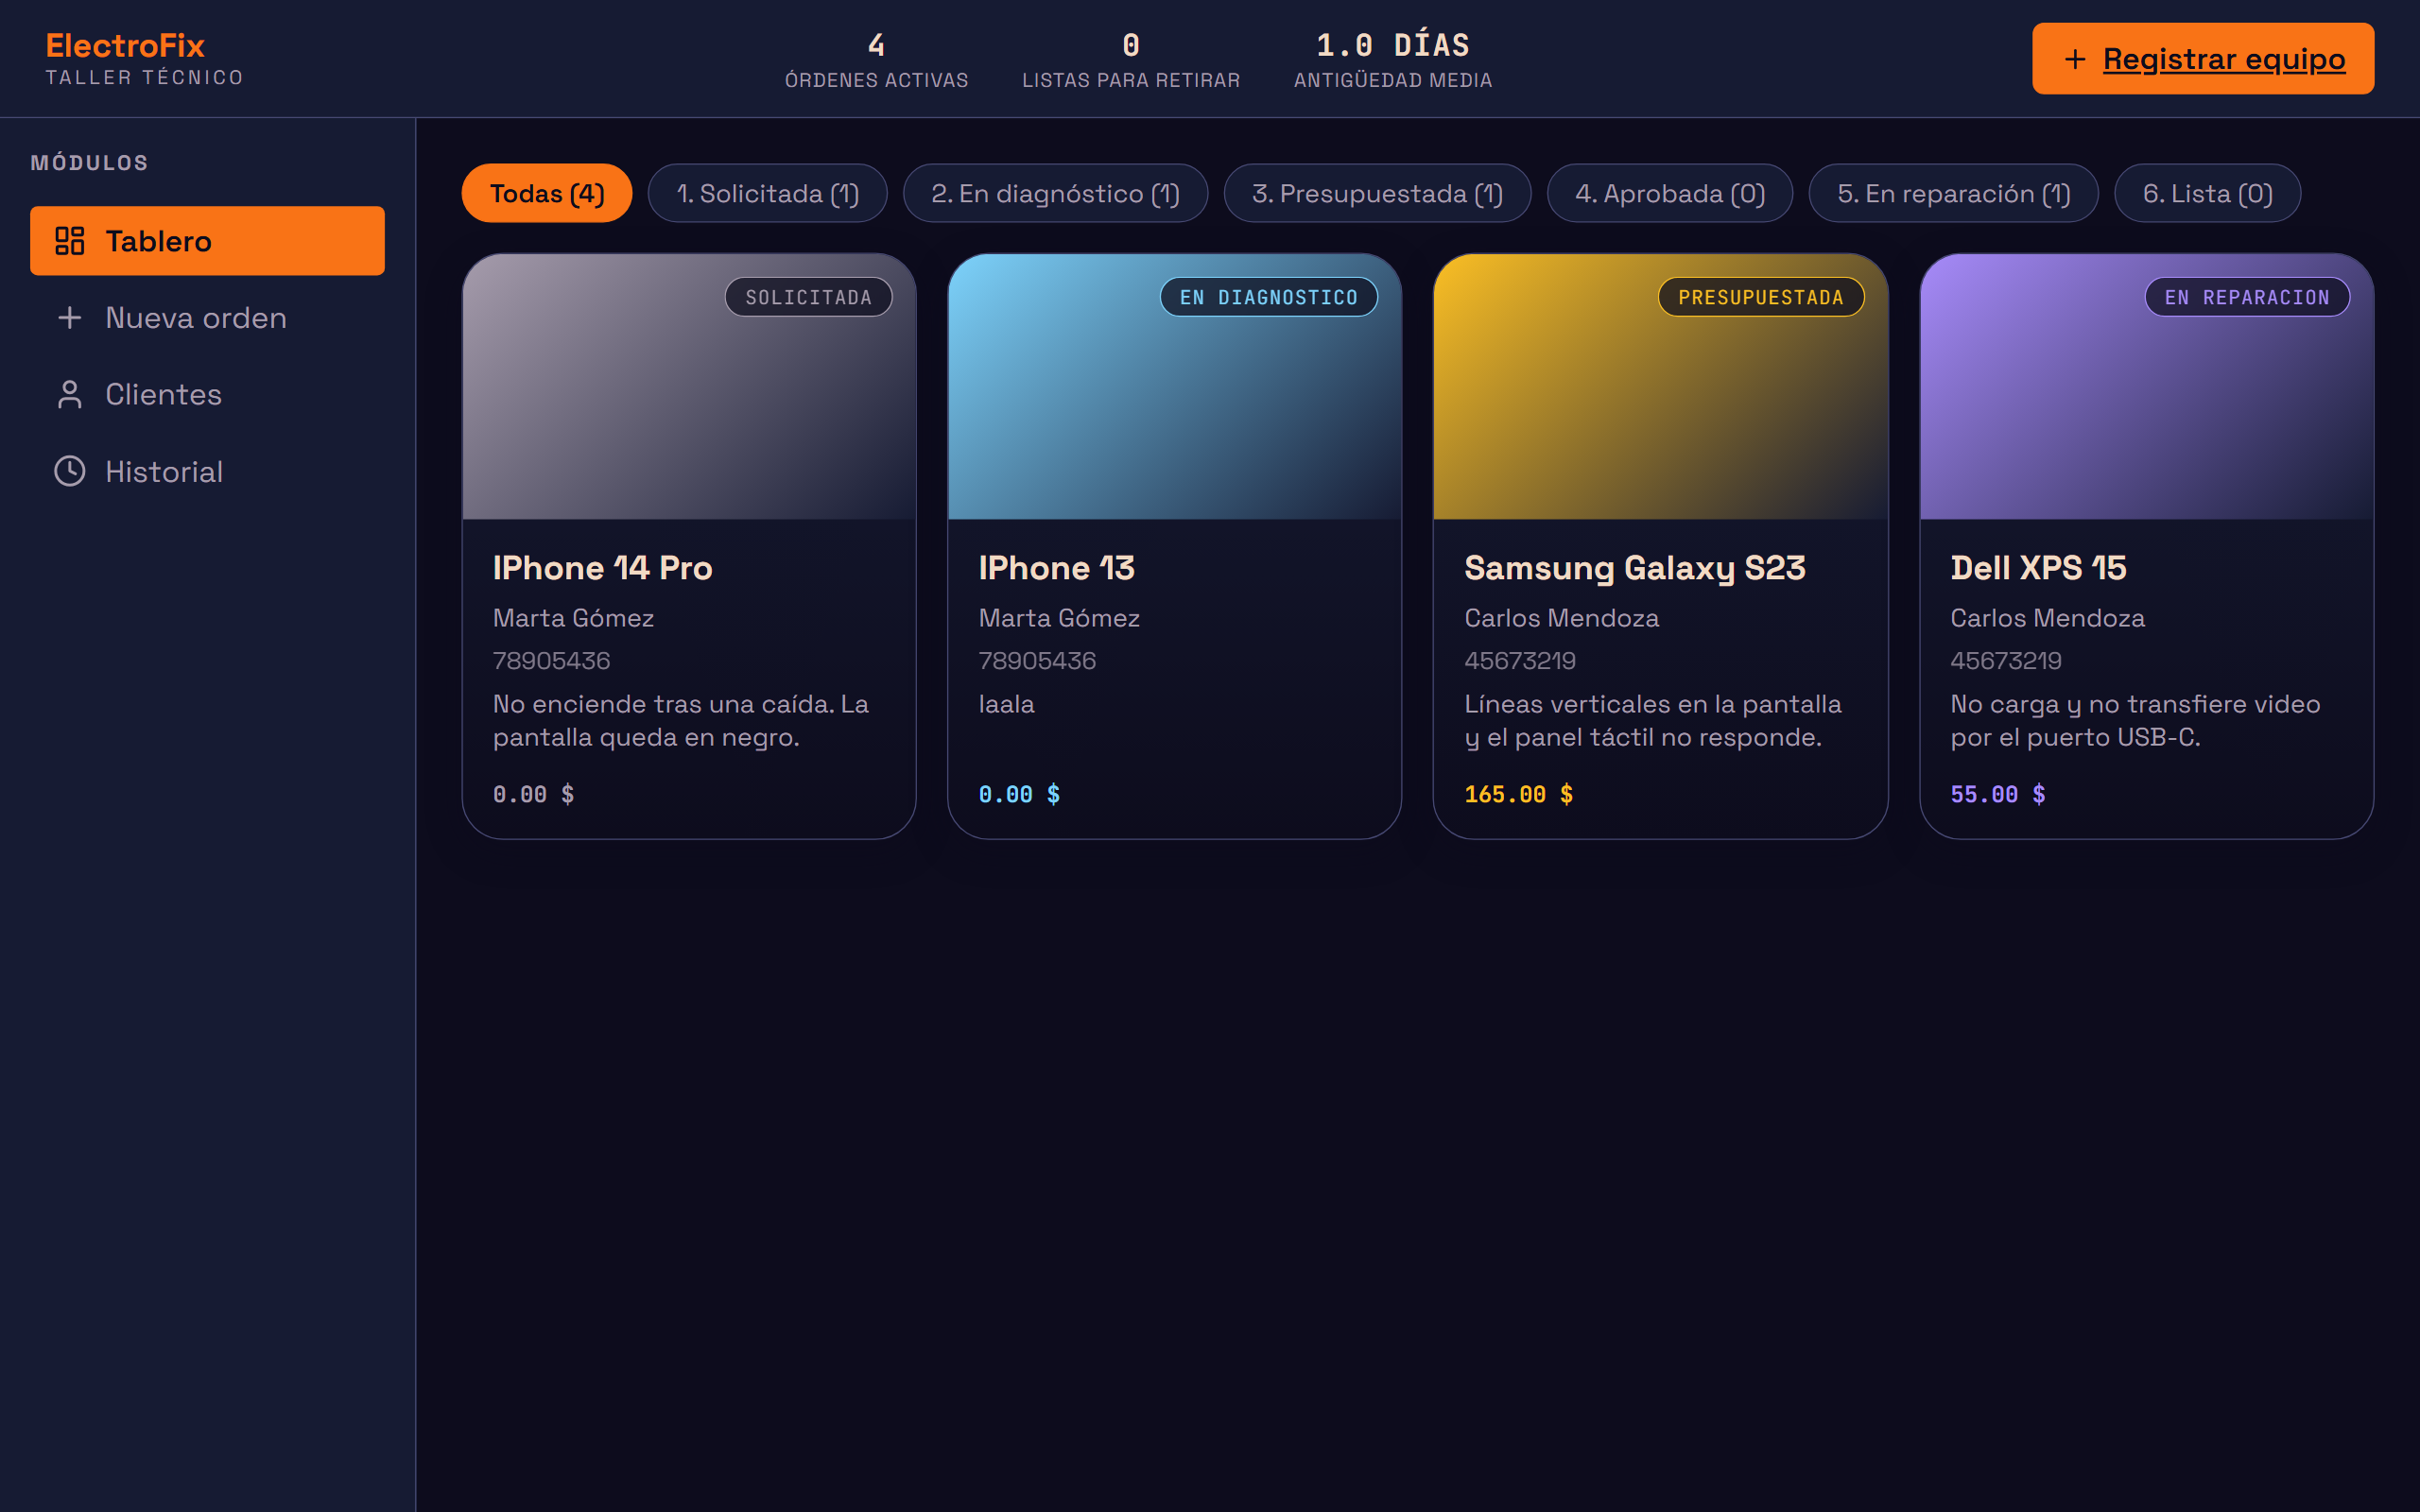 ElectroFix
TALLER TÉCNICO
4
ÓRDENES ACTIVAS
0
LISTAS PARA RETIRAR
1.0 DÍAS
ANTIGÜEDAD MEDIA
+ Registrar equipo
MÓDULOS
Tablero
Nueva orden
Clientes
Historial
Todas (4)
1. Solicitada (1)
2. En diagnóstico (1)
3. Presupuestada (1)
4. Aprobada (0)
5. En reparación (1)
6. Lista (0)
SOLICITADA
IPhone 14 Pro
Marta Gómez
78905436
No enciende tras una caída. La
pantalla queda en negro.
0.00 $
EN DIAGNOSTICO
IPhone 13
Marta Gómez
78905436
laala
0.00 $
PRESUPUESTADA
Samsung Galaxy S23
Carlos Mendoza
45673219
Líneas verticales en la pantalla
y el panel táctil no responde.
165.00 $
EN REPARACION
Dell XPS 15
Carlos Mendoza
45673219
No carga y no transfiere video
por el puerto USB-C.
55.00 $